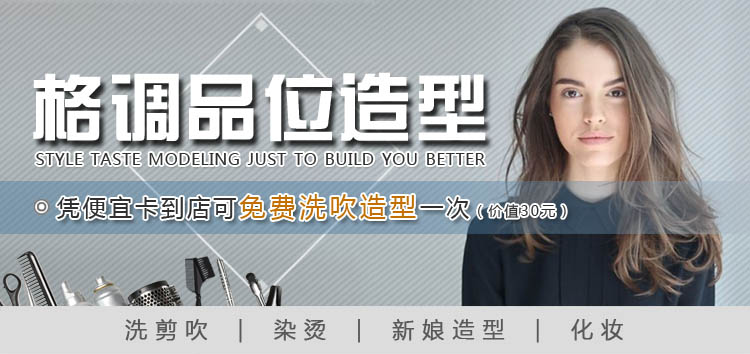 格调品位造型
STYLE TASTE MODELING JUST TO BUILD YOU BETTER
凭便宜卡到店可免费洗吹造型一次（价值30元）
洗剪吹 | 染烫 | 新娘造型 | 化妆